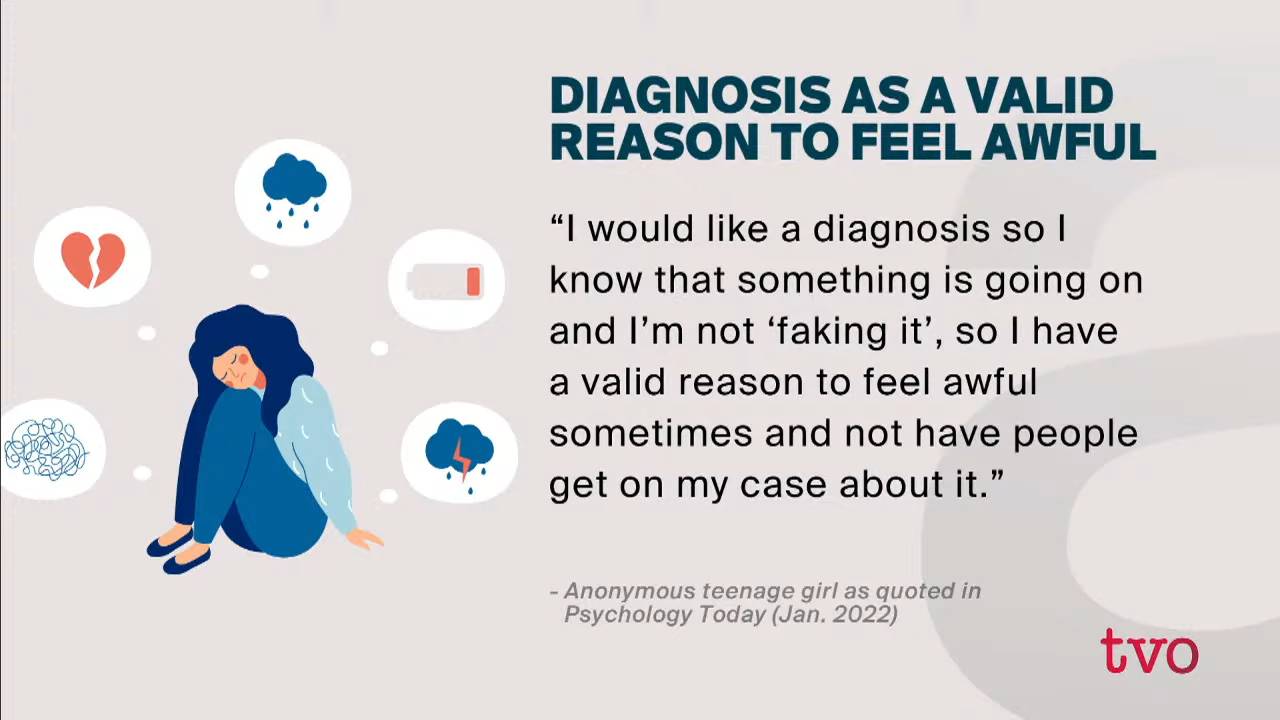 DIAGNOSIS AS A VALID
REASON TO FEEL AWFUL
“I would like a diagnosis so I
know that something is going on
and I’m not ‘faking it’, so I have
a valid reason to feel awful
sometimes and not have people
get on my case about it.”
- Anonymous teenage girl as quoted in
Psychology Today (Jan. 2022)
tvo